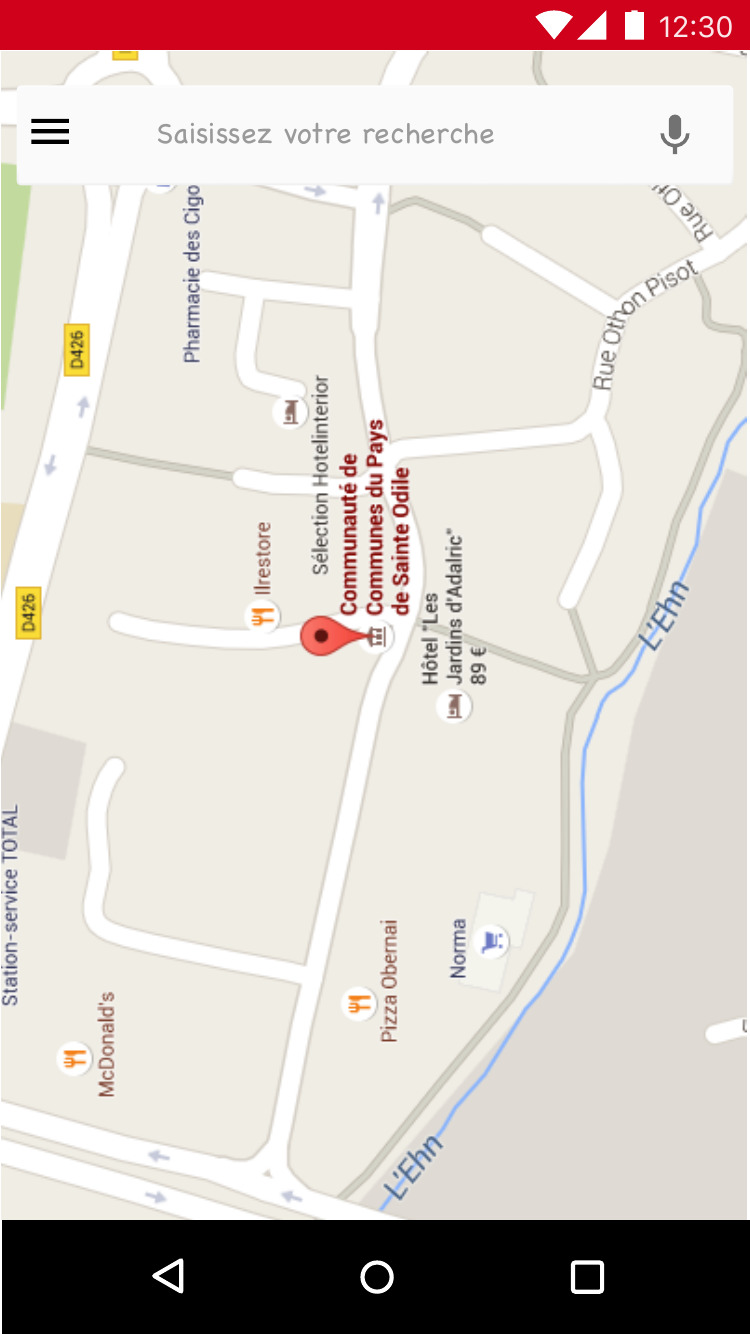 12:30
Saisissez votre recherche
Pharmacie des Cigo
Rue Ot
Rue Othon Pisot
D426
Sélection Hotelinterior
Communauté de
Communes du Pays
de Sainte Odile
Ilrestore
D426
Hôtel "Les
Jardins d'Adalric"
89 €
L'Ehn
Station-service TOTAL
Norma
Pizza Obernai
McDonald's
L'Ehn